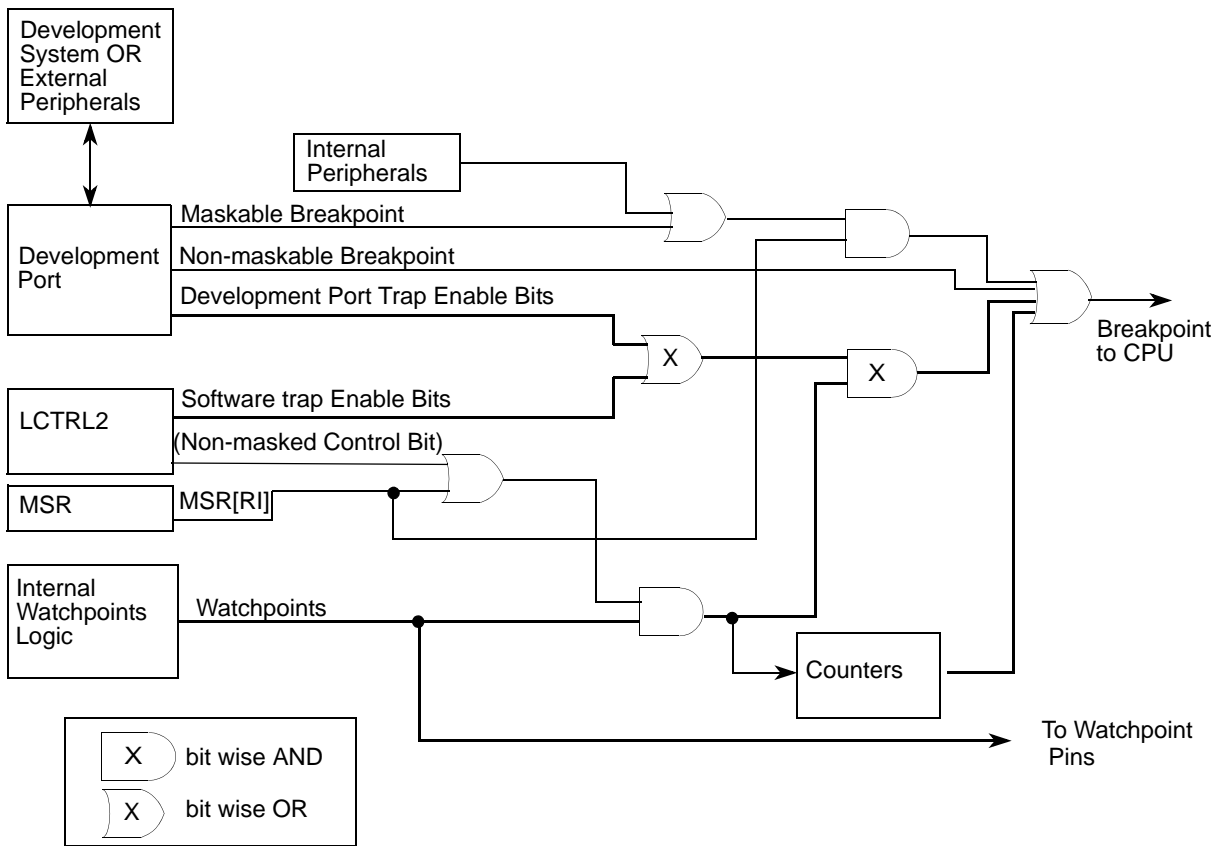 Development
System OR
External
Peripherals
Internal
Peripherals
Maskable Breakpoint
Development
Port
Non-maskable Breakpoint
Development Port Trap Enable Bits
Breakpoint
to CPU
X
X
LCTRL2
Software trap Enable Bits
(Non-masked Control Bit)
MSR
MSR[RI]
Internal
Watchpoints
Logic
Watchpoints
Counters
To Watchpoint
Pins
X bit wise AND
X bit wise OR